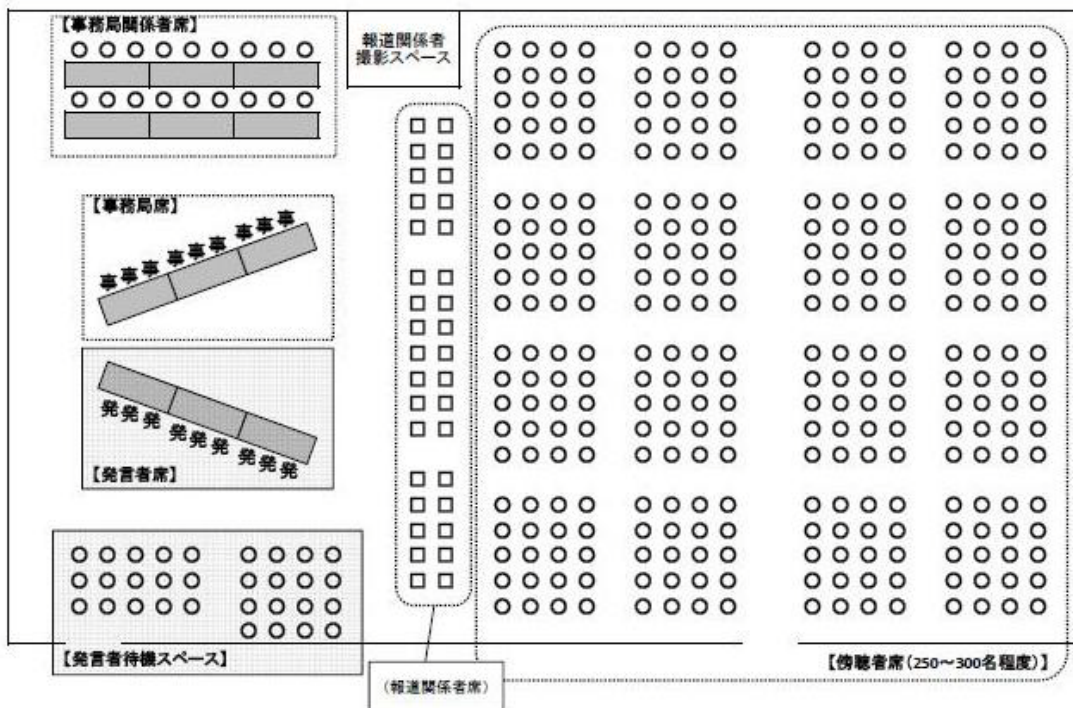 【事務局関係者席】
報道関係者
撮影スペース
【事務局席】
事事事事事事事事事
発発発発発発発発発
【発言者席】
【発言者待機スペース】
(報道関係者席)
【傍聴者席(250～300名程度)】